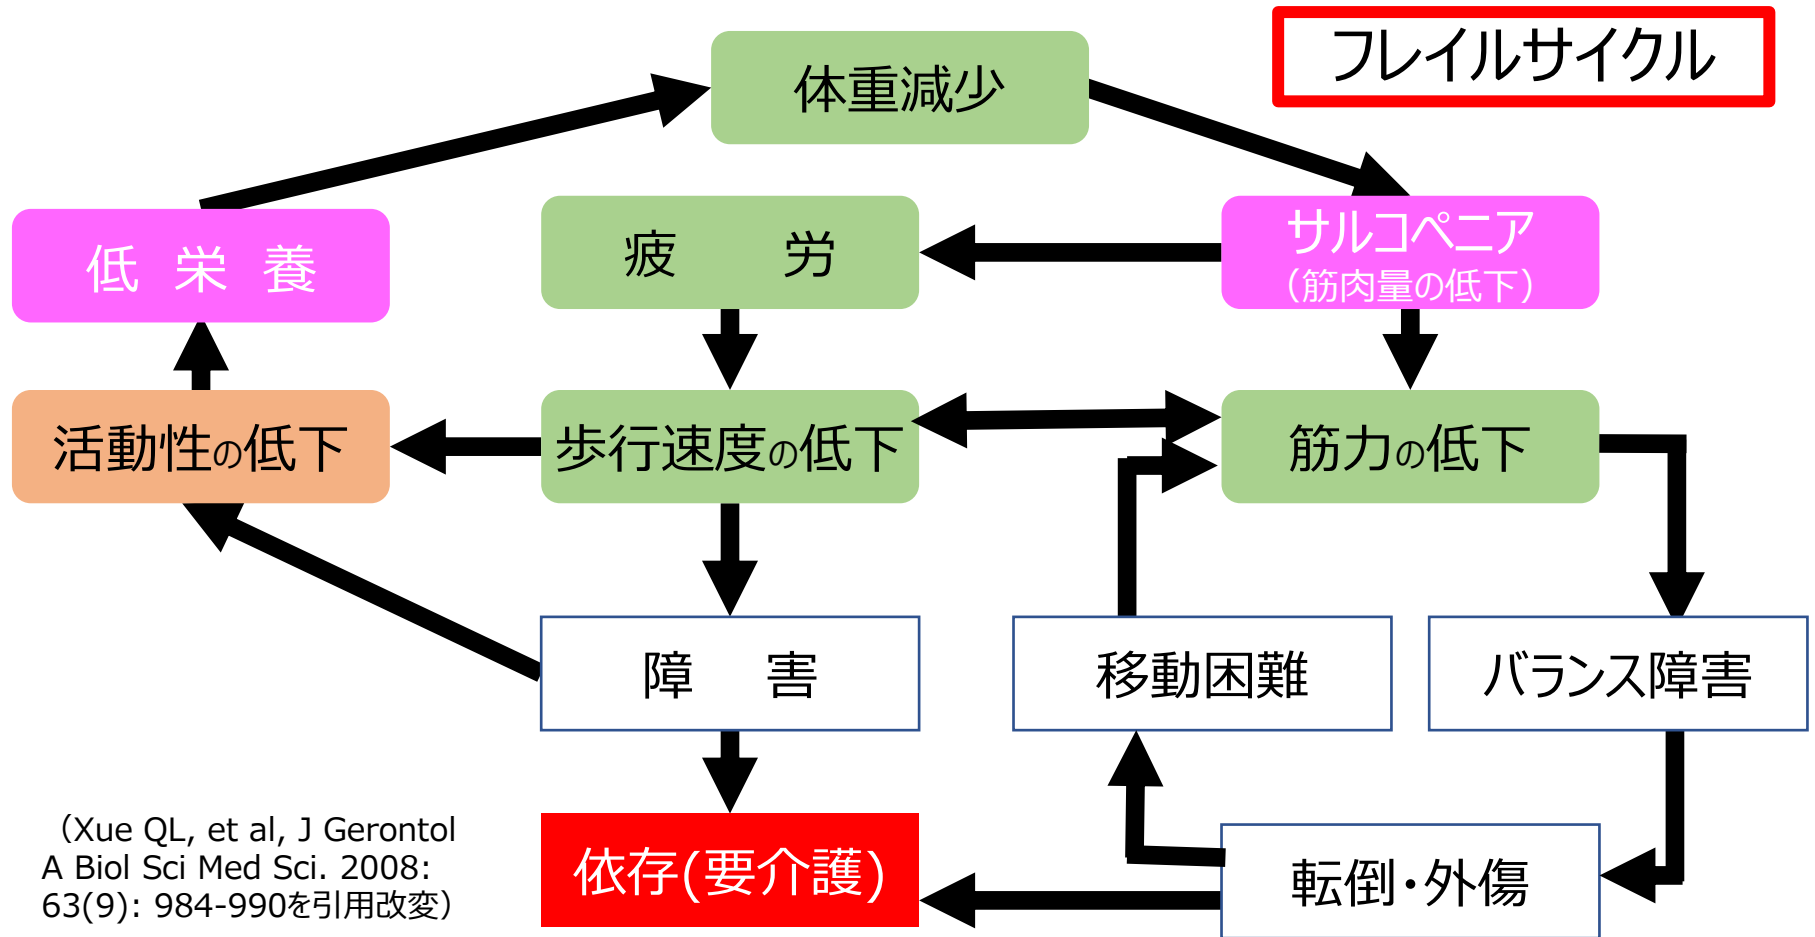 フレイルサイクル
体重減少
低　栄　養
疲　　労
サルコペニア
（筋肉量の低下）
活動性の低下
歩行速度の低下
筋力の低下
障　害
移動困難
バランス障害
依存(要介護)
転倒・外傷
（Xue QL, et al, J Gerontol
A Biol Sci Med Sci. 2008:
63(9): 984-990を引用改変）